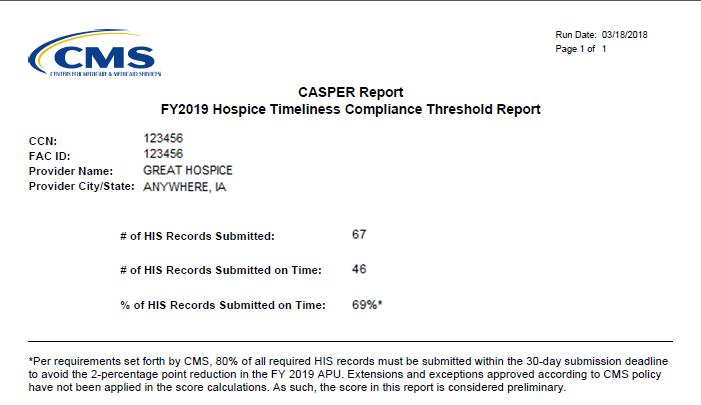 Run Date: 03/18/2018
Page 1 of 1
CMS
CENTERS FOR MEDICARE & MEDICAID SERVICES
CASPER Report
FY2019 Hospice Timeliness Compliance Threshold Report
CCN: 123456
FAC ID: 123456
Provider Name: GREAT HOSPICE
Provider City/State: ANYWHERE, IA
# of HIS Records Submitted: 67
# of HIS Records Submitted on Time: 46
% of HIS Records Submitted on Time: 69%*
*Per requirements set forth by CMS, 80% of all required HIS records must be submitted within the 30-day submission deadline
to avoid the 2-percentage point reduction in the FY 2019 APU. Extensions and exceptions approved according to CMS policy
have not been applied in the score calculations. As such, the score in this report is considered preliminary.